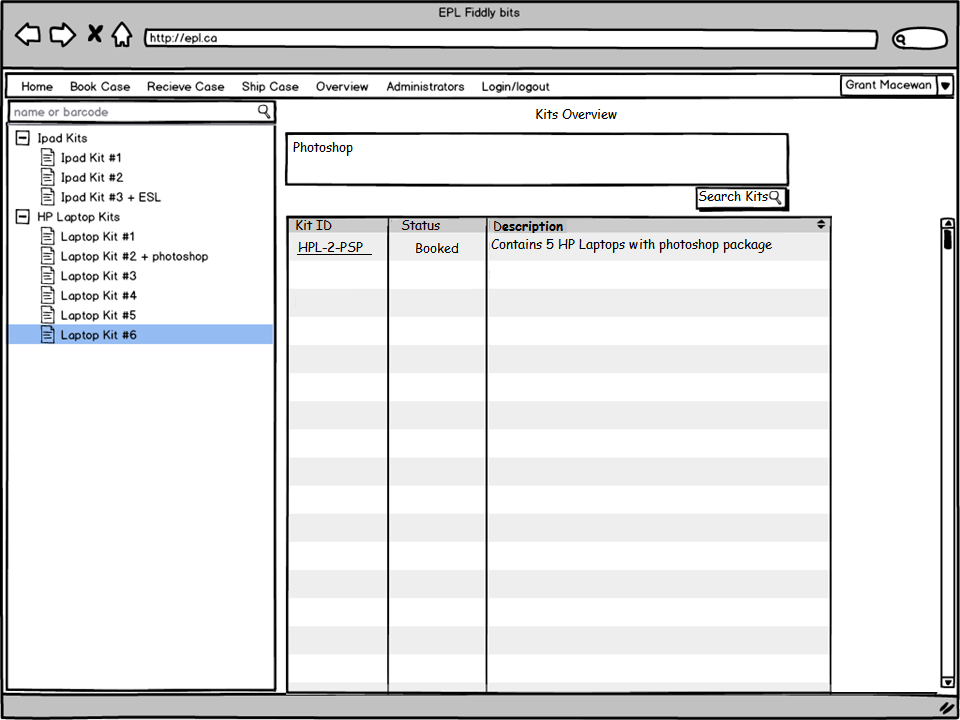 EPL Fiddly bits
http://epl.ca
Home Book Case Recieve Case Ship Case Overview Administrators Login/logout
Grant Macewan
name or barcode
Ipad Kits
Ipad Kit #1
Ipad Kit #2
Ipad Kit #3 + ESL
HP Laptop Kits
Laptop Kit #1
Laptop Kit #2 + photoshop
Laptop Kit #3
Laptop Kit #4
Laptop Kit #5
Laptop Kit #6
Kits Overview
Photoshop
Search Kits
Kit ID Status Description
HPL-2-PSP Booked Contains 5 HP Laptops with photoshop package